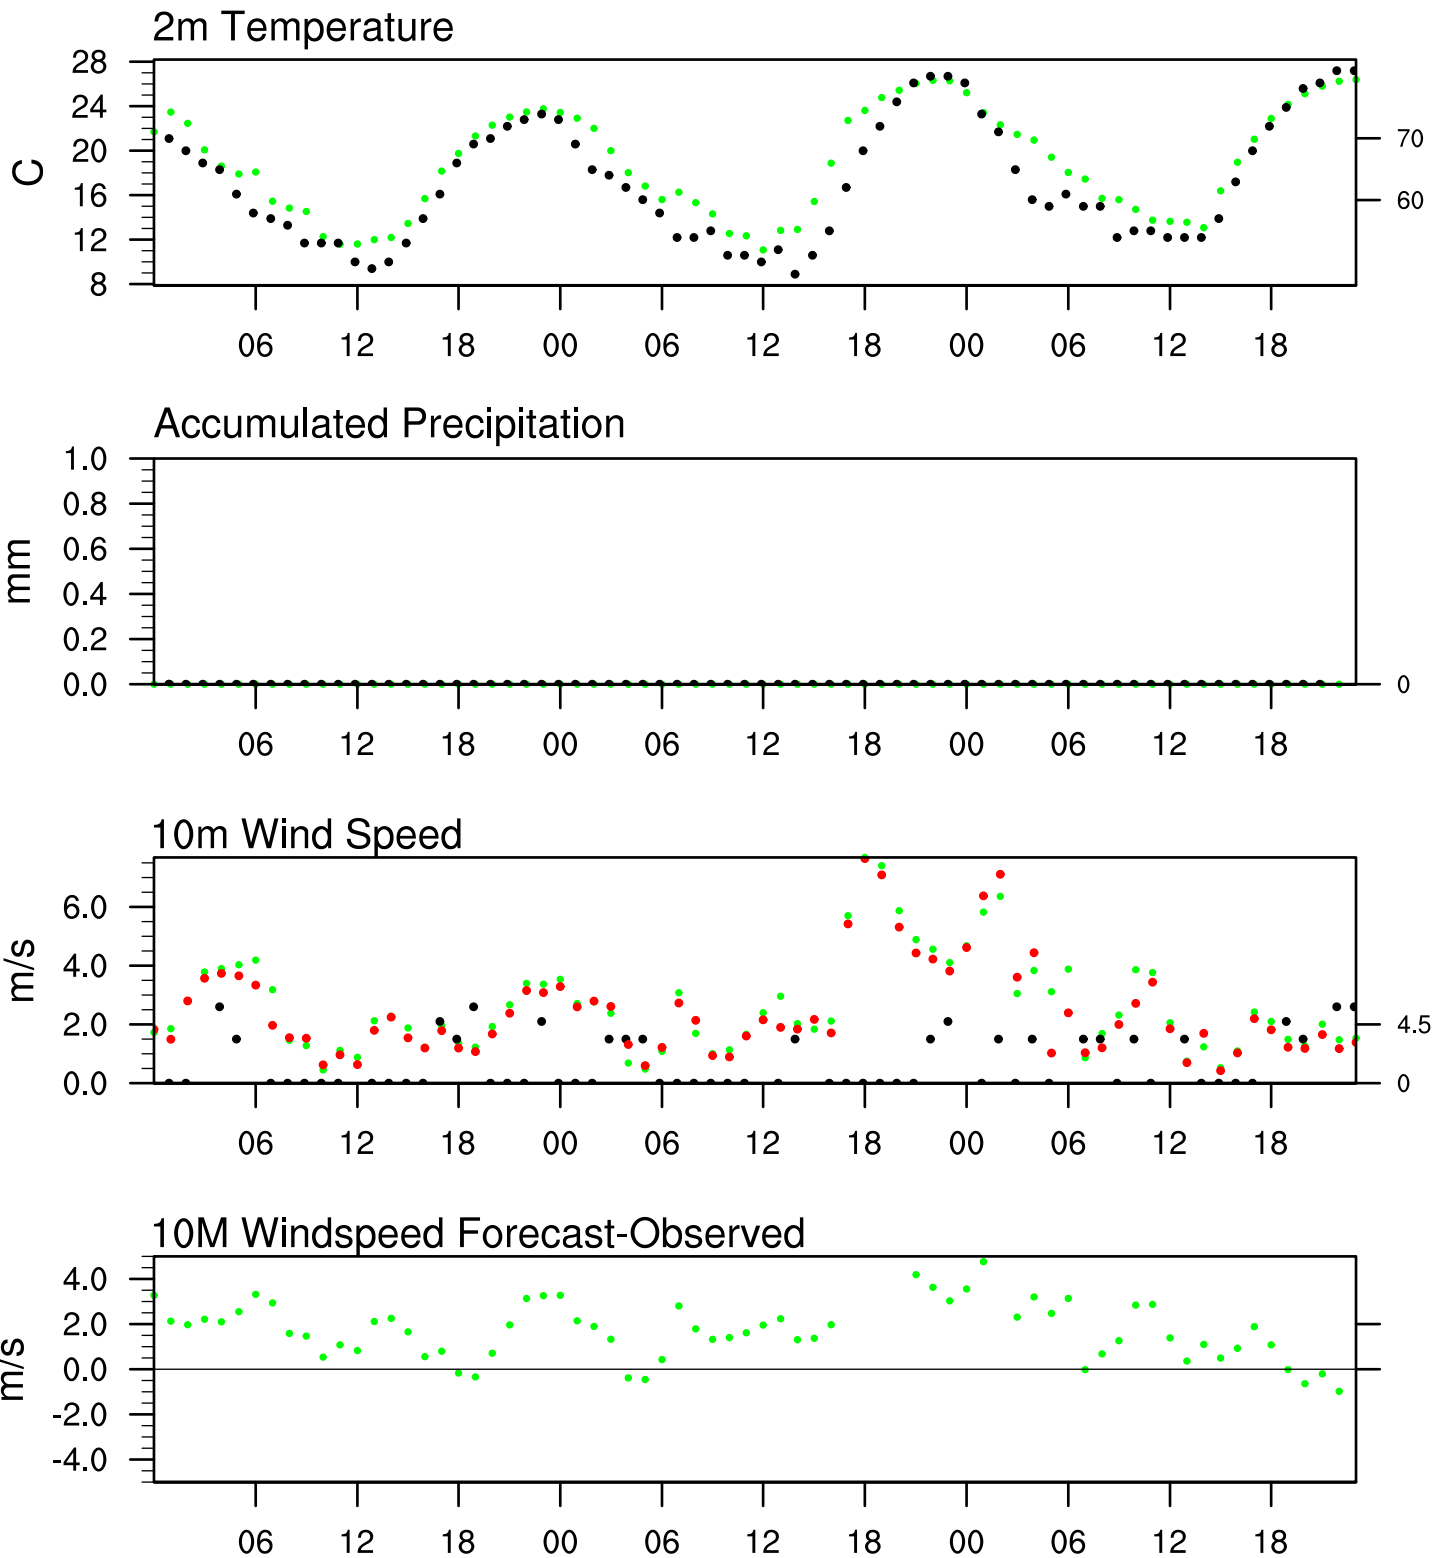 2m Temperature
28
24
20
16
12
8
C
70
60
06 12 18 00 06 12 18 00 06 12 18
Accumulated Precipitation
1.0
0.8
0.6
0.4
0.2
0.0
mm
0
06 12 18 00 06 12 18 00 06 12 18
10m Wind Speed
6.0
4.0
2.0
0.0
m/s
4.5
0
06 12 18 00 06 12 18 00 06 12 18
10M Windspeed Forecast-Observed
4.0
2.0
0.0
-2.0
-4.0
m/s
06 12 18 00 06 12 18 00 06 12 18